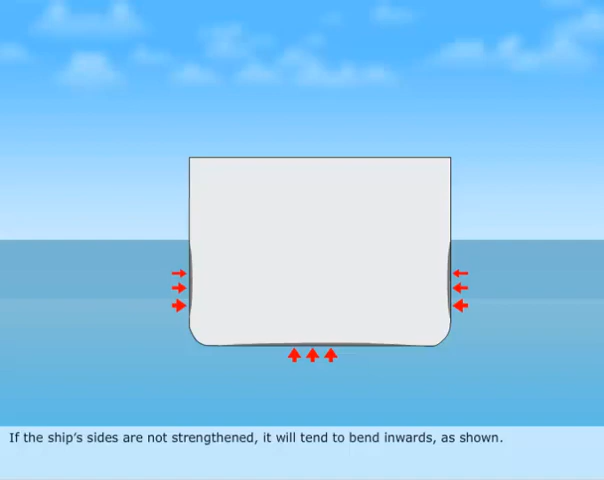 If the ship's sides are not strengthened, it will tend to bend inwards, as shown.